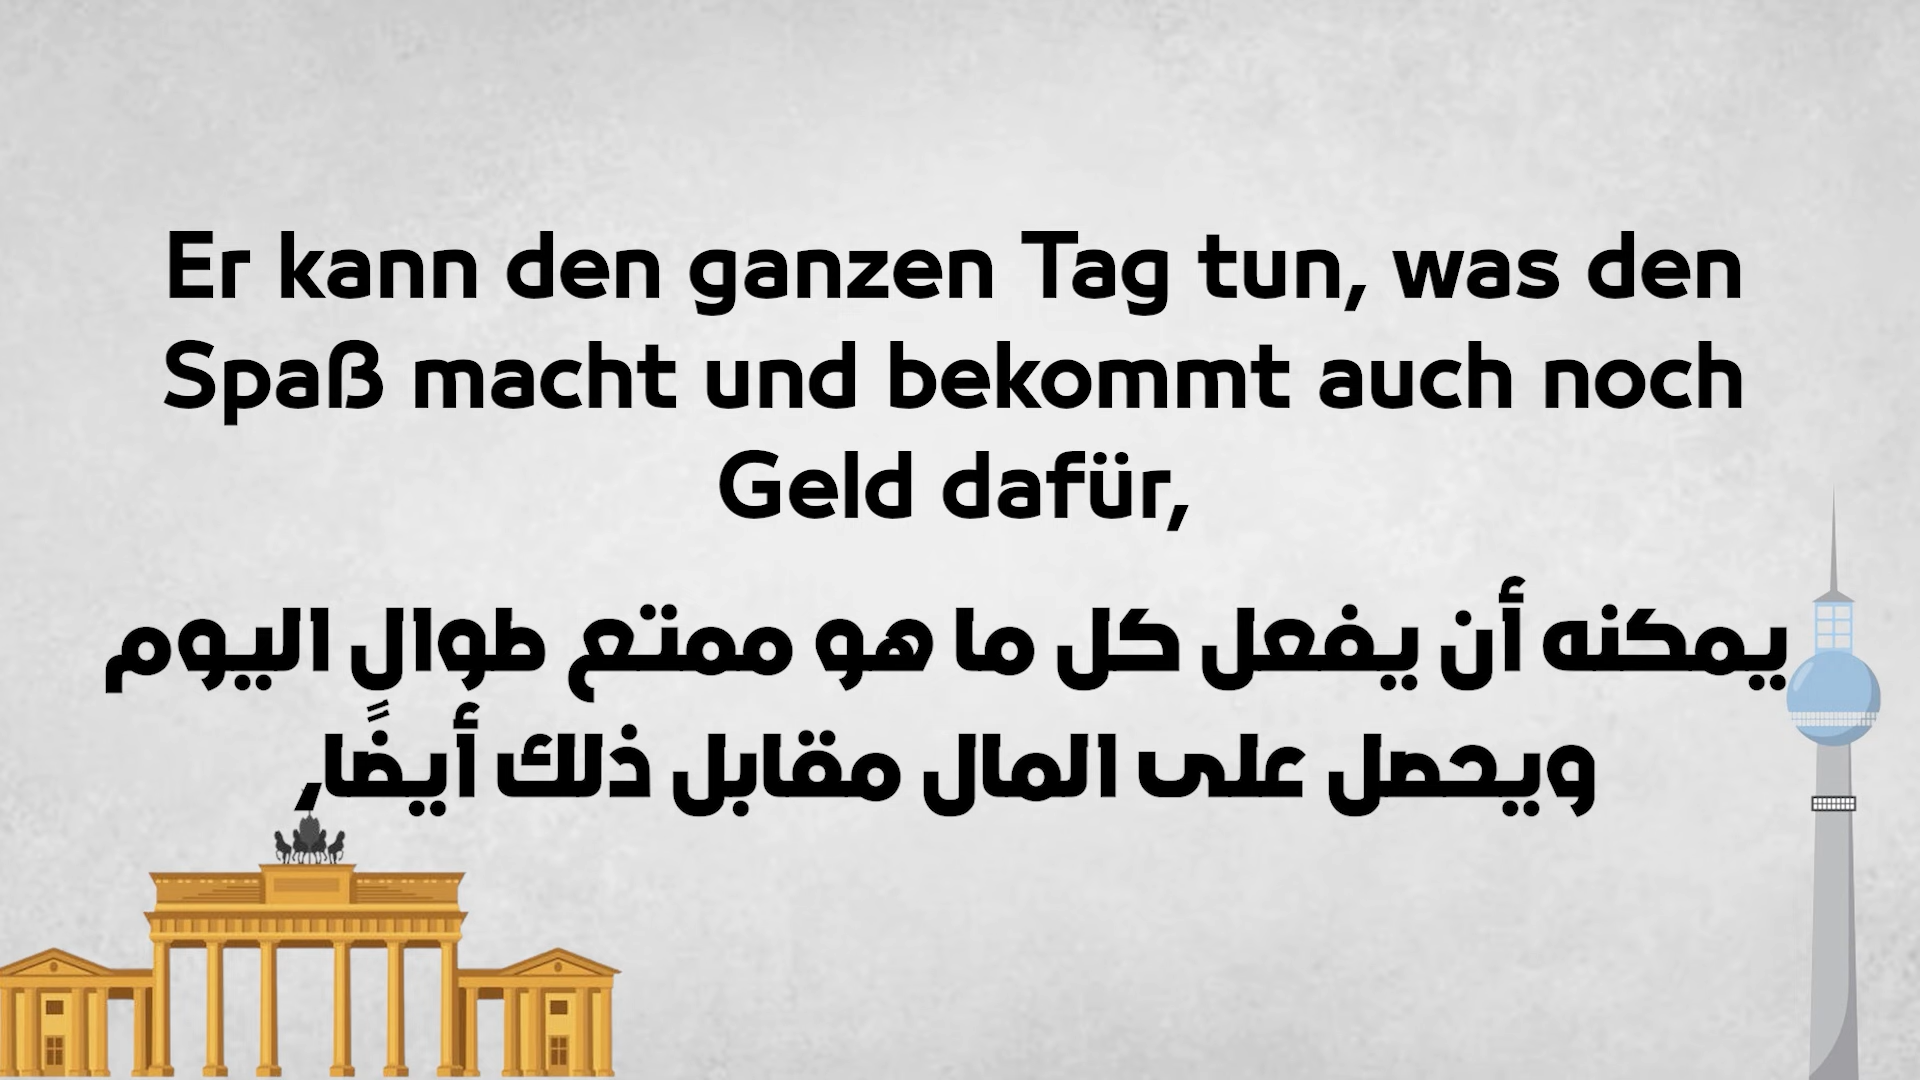 Er kann den ganzen Tag tun, was den
Spaß macht und bekommt auch noch
Geld dafür,
يمكنه أن يفعل كل ما هو ممتع طوالِ اليوم
ويحصل على المال مقابل ذلك أيضًا,